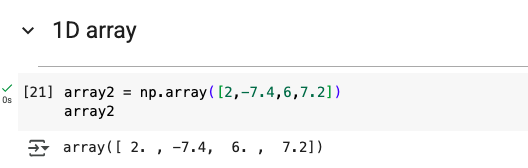 1D array
[21] array2 = np.array([2,-7.4,6,7.2])
array2
0s
array([ 2. , -7.4,  6. ,  7.2])